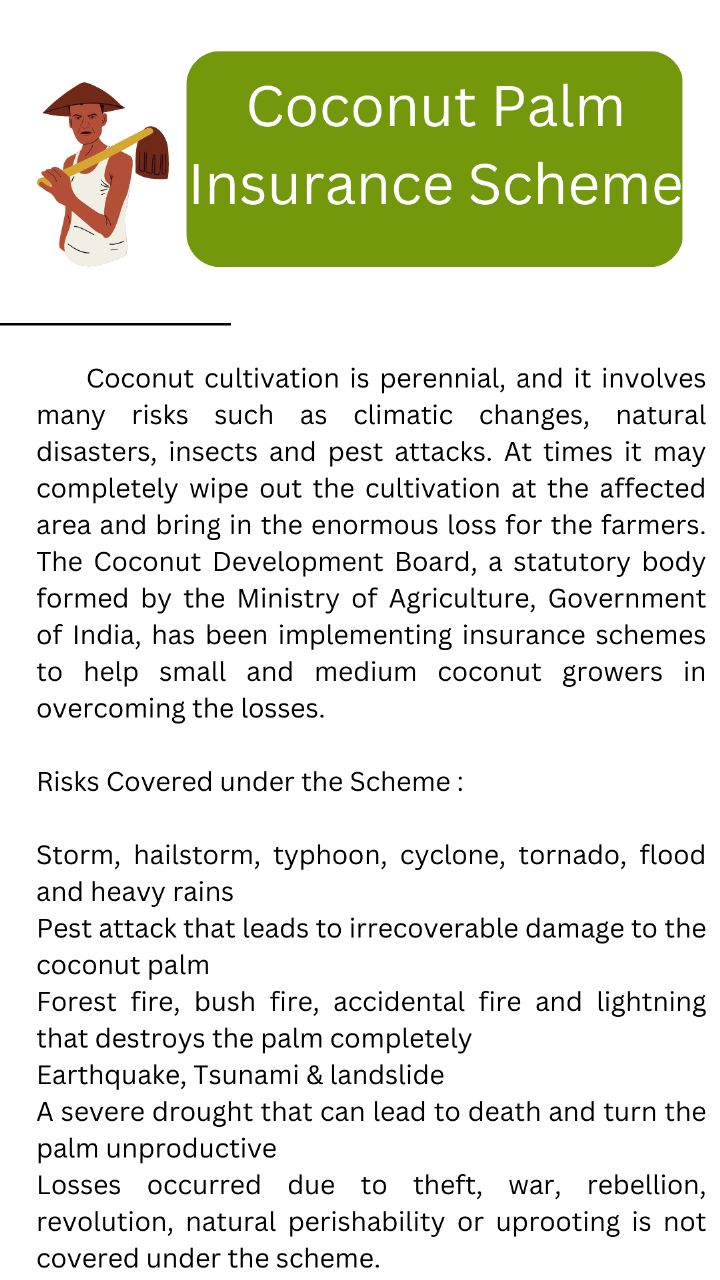 Coconut Palm
Insurance Scheme
Coconut cultivation is perennial, and it involves
many risks such as climatic changes, natural
disasters, insects and pest attacks. At times it may
completely wipe out the cultivation at the affected
area and bring in the enormous loss for the farmers.
The Coconut Development Board, a statutory body
formed by the Ministry of Agriculture, Government
of India, has been implementing insurance schemes
to help small and medium coconut growers in
overcoming the losses.
Risks Covered under the Scheme :
Storm, hailstorm, typhoon, cyclone, tornado, flood
and heavy rains
Pest attack that leads to irrecoverable damage to the
coconut palm
Forest fire, bush fire, accidental fire and lightning
that destroys the palm completely
Earthquake, Tsunami & landslide
A severe drought that can lead to death and turn the
palm unproductive
Losses occurred due to theft, war, rebellion,
revolution, natural perishability or uprooting is not
covered under the scheme.